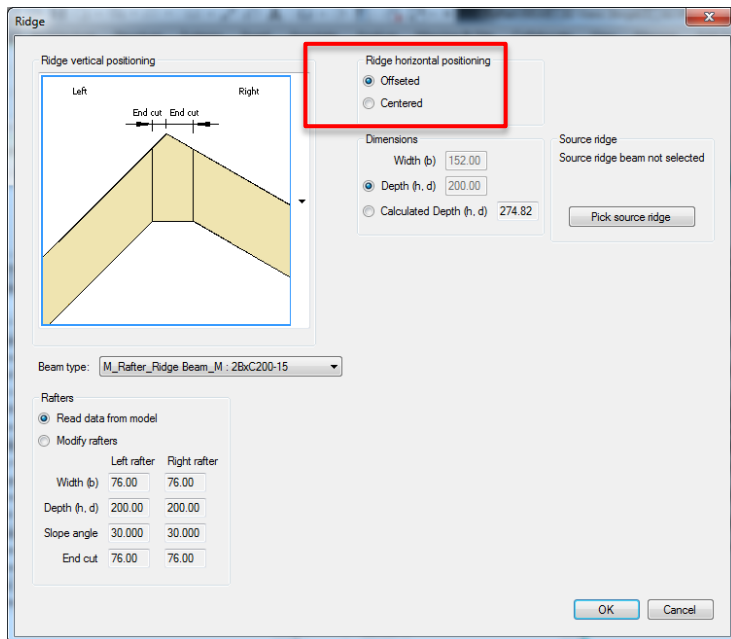 Ridge
Ridge vertical positioning
Left
Right
End cut End cut
Ridge horizontal positioning
Offseted
Centered
Dimensions
Width (b) 152.00
Depth (h, d) 200.00
Calculated Depth (h, d) 274.82
Source ridge
Source ridge beam not selected
Pick source ridge
Beam type: M_Rafter_Ridge Beam_M : 2BxC200-15
Rafters
Read data from model
Modify rafters
Left rafter Right rafter
Width (b) 76.00 76.00
Depth (h, d) 200.00 200.00
Slope angle 30.000 30.000
End cut 76.00 76.00
OK Cancel